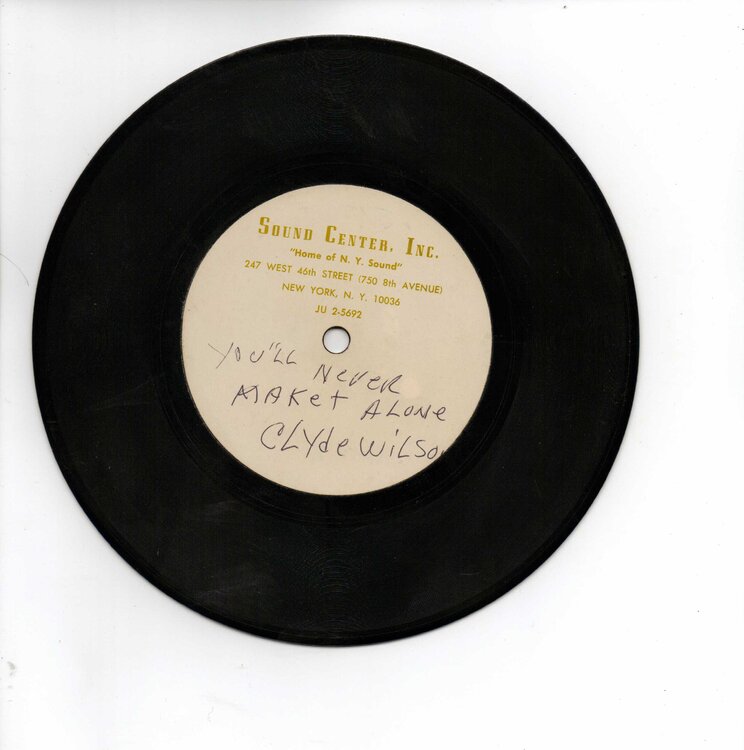 SOUND CENTER, INC.
"Home of N. Y. Sound"
247 WEST 46th STREET (750 8th AVENUE)
NEW YORK, N. Y. 10036
JU 2-5692
YOU'LL NEVER
MAKET ALONE
CLYdE WILSON